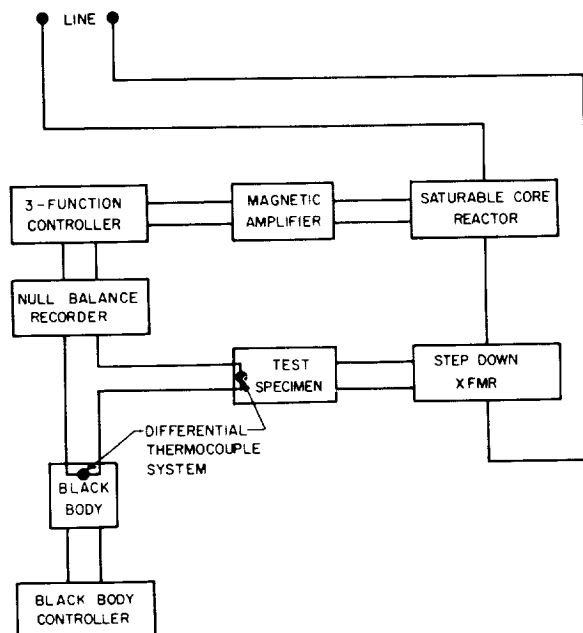 LINE
3-FUNCTION
CONTROLLER
MAGNETIC
AMPLIFIER
SATURABLE CORE
REACTOR
NULL BALANCE
RECORDER
TEST
SPECIMEN
STEP DOWN
XFMR
DIFFERENTIAL
THERMOCOUPLE
SYSTEM
BLACK
BODY
BLACK BODY
CONTROLLER